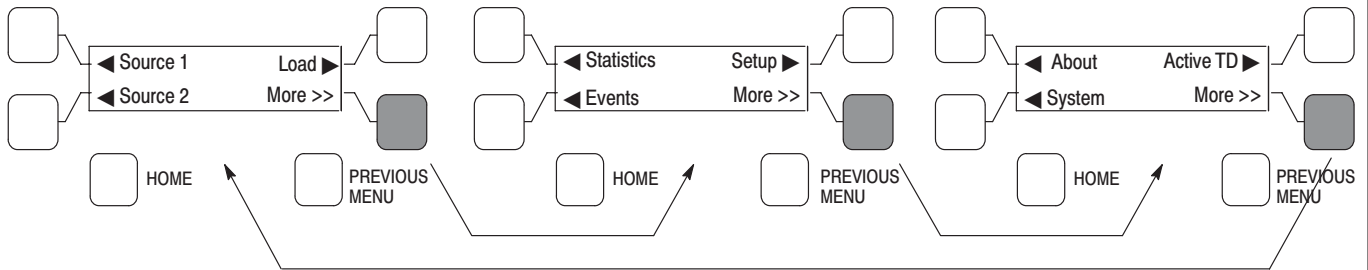 ◀ Source 1 Load ▶
◀ Source 2 More >>
HOME
PREVIOUS
MENU
◀ Statistics Setup ▶
◀ Events More >>
HOME
PREVIOUS
MENU
◀ About Active TD ▶
◀ System More >>
HOME
PREVIOUS
MENU